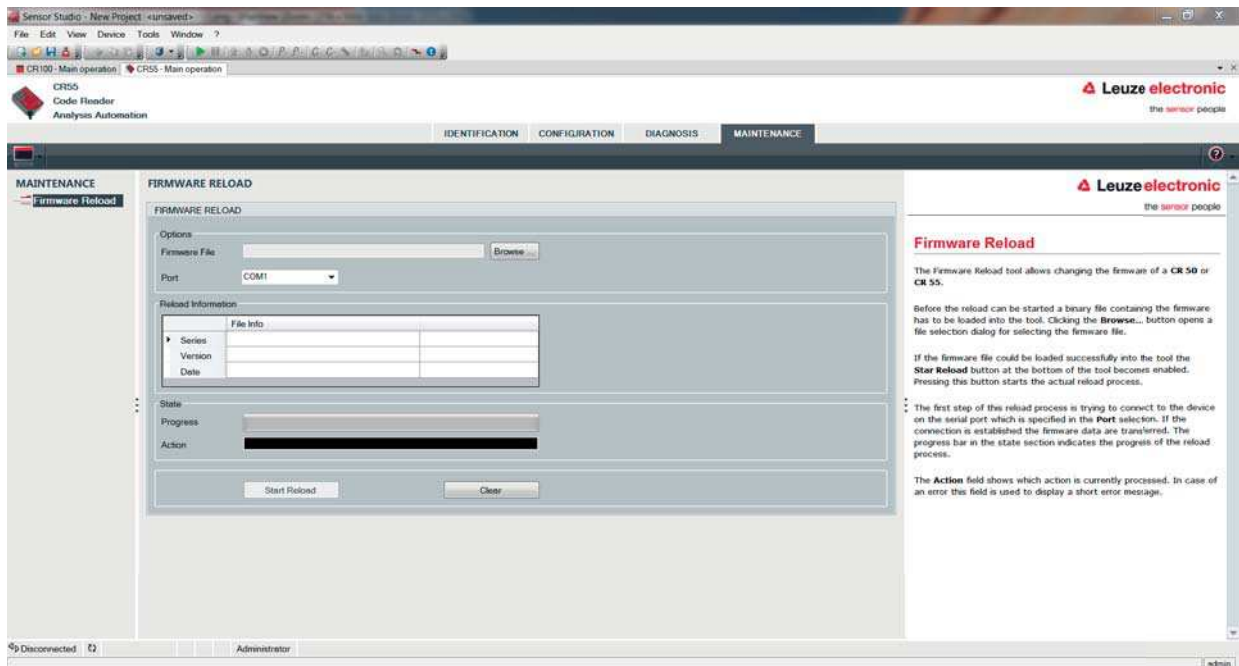 Sensor Studio - New Project <unsaved>
File Edit View Device Tools Window ?
CR100 - Main operation CR55 - Main operation
CR55
Code Reader
Analysis Automation
Leuze electronic
the sensor people
IDENTIFICATION CONFIGURATION DIAGNOSIS MAINTENANCE
MAINTENANCE
Firmware Reload
FIRMWARE RELOAD
FIRMWARE RELOAD
Options
Firmware File
Browse ...
Port
COM1
Reload Information
File Info
Series
Version
Date
State
Progress
Action
Start Reload
Clear
Leuze electronic
the sensor people
Firmware Reload
The Firmware Reload tool allows changing the firmware of a CR 50 or
CR 55.
Before the reload can be started a binary file containing the firmware
has to be loaded into the tool. Clicking the Browse... button opens a
file selection dialog for selecting the firmware file.
If the firmware file could be loaded successfully into the tool the
Star Reload button at the bottom of the tool becomes enabled.
Pressing this button starts the actual reload process.
The first step of this reload process is trying to connect to the device
on the serial port which is specified in the Port selection. If the
connection is established the firmware data are transferred. The
progress bar in the state section indicates the progress of the reload
process.
The Action field shows which action is currently processed. In case of
an error this field is used to display a short error message.
Disconnected
Administrator
admin